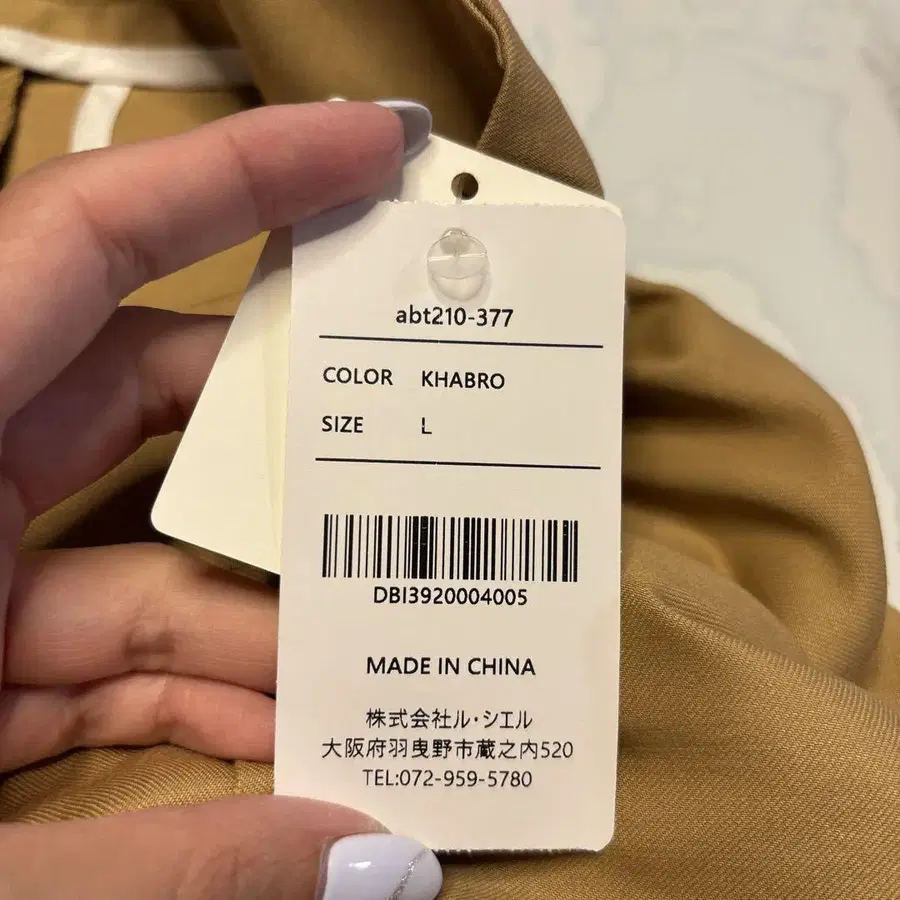 abt210-377
COLOR KHABRO
SIZE L
DBI3920004005
MADE IN CHINA
株式会社ル・シエル
大阪府羽曳野市蔵之内520
TEL:072-959-5780